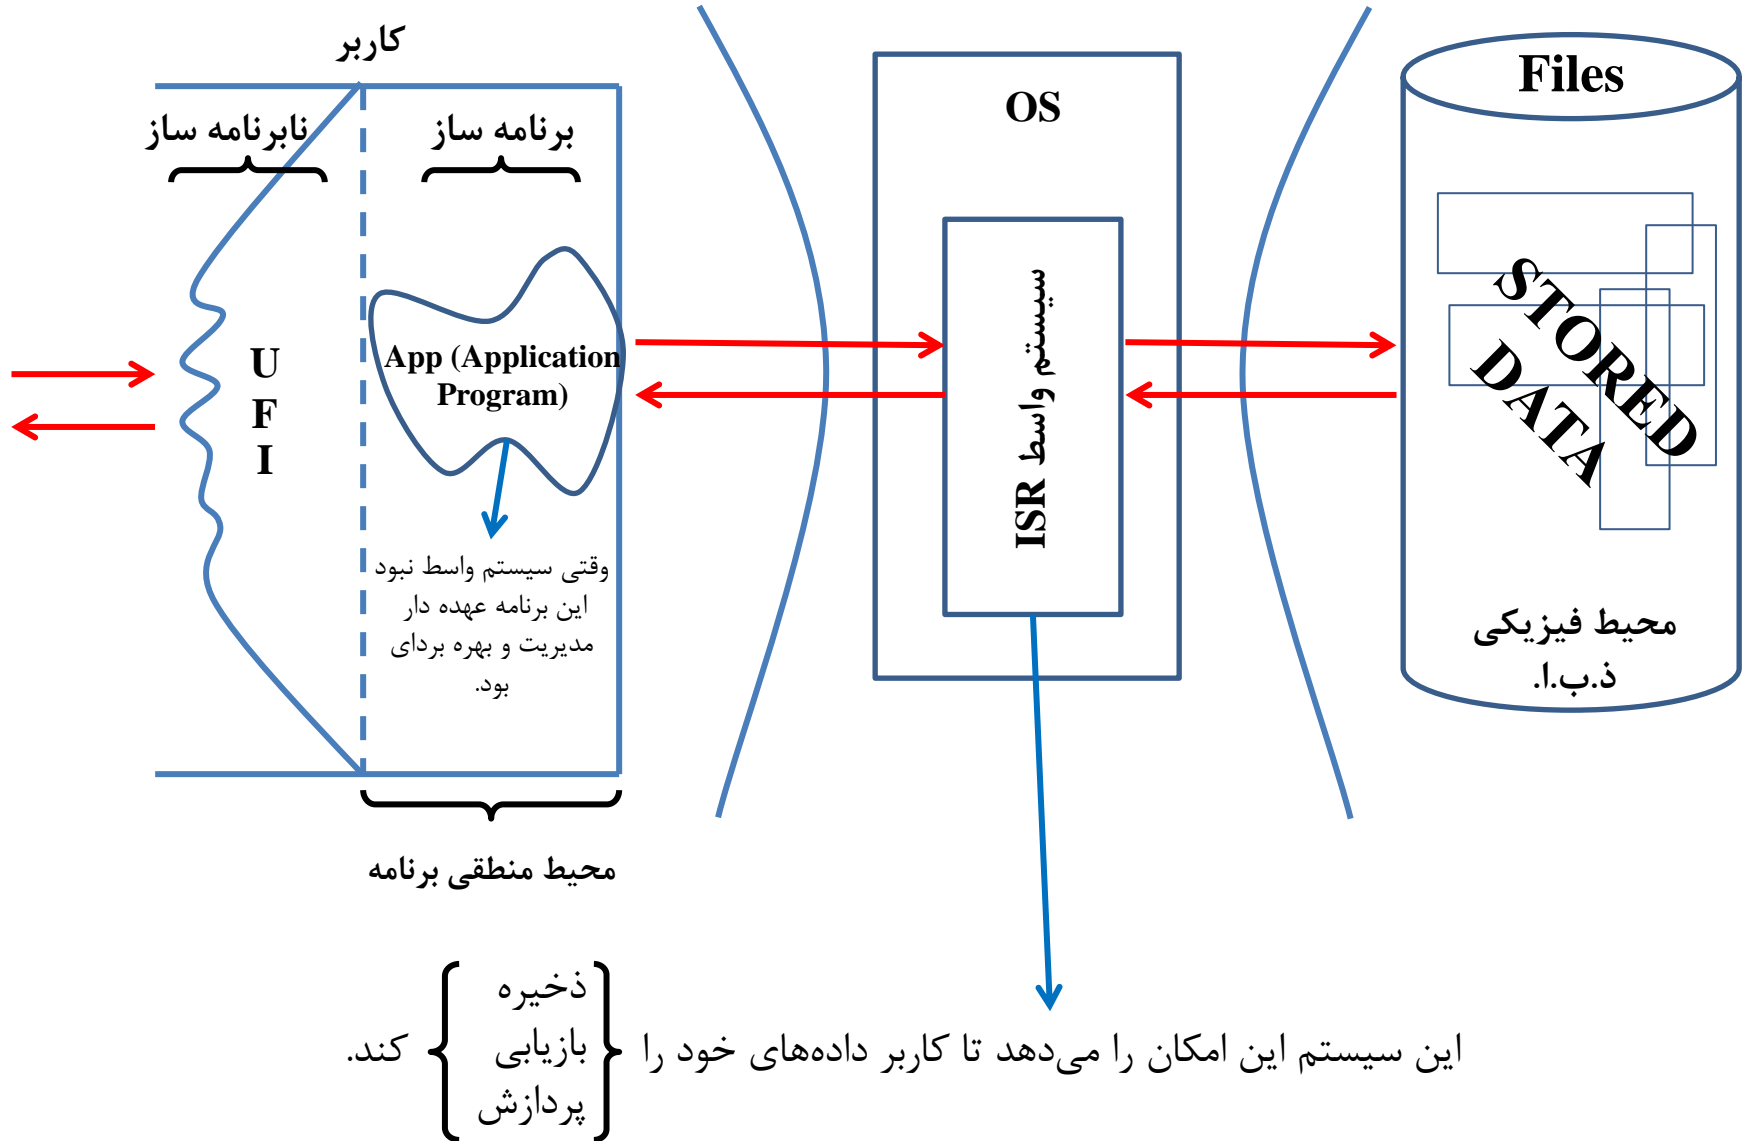 کاربر
نابرنامه ساز
برنامه ساز
U
F
I
App (Application
Program)
وقتی سیستم واسط نبود
این برنامه عهده دار
مدیریت و بهره بردای
بود.
محیط منطقی برنامه
OS
سیستم واسط ISR
Files
STORED
DATA
محیط فیزیکی
ذ.ب.ا.
این سیستم این امکان را می‌دهد تا کاربر داده‌های خود را
ذخیره
بازیابی
پردازش
کند.